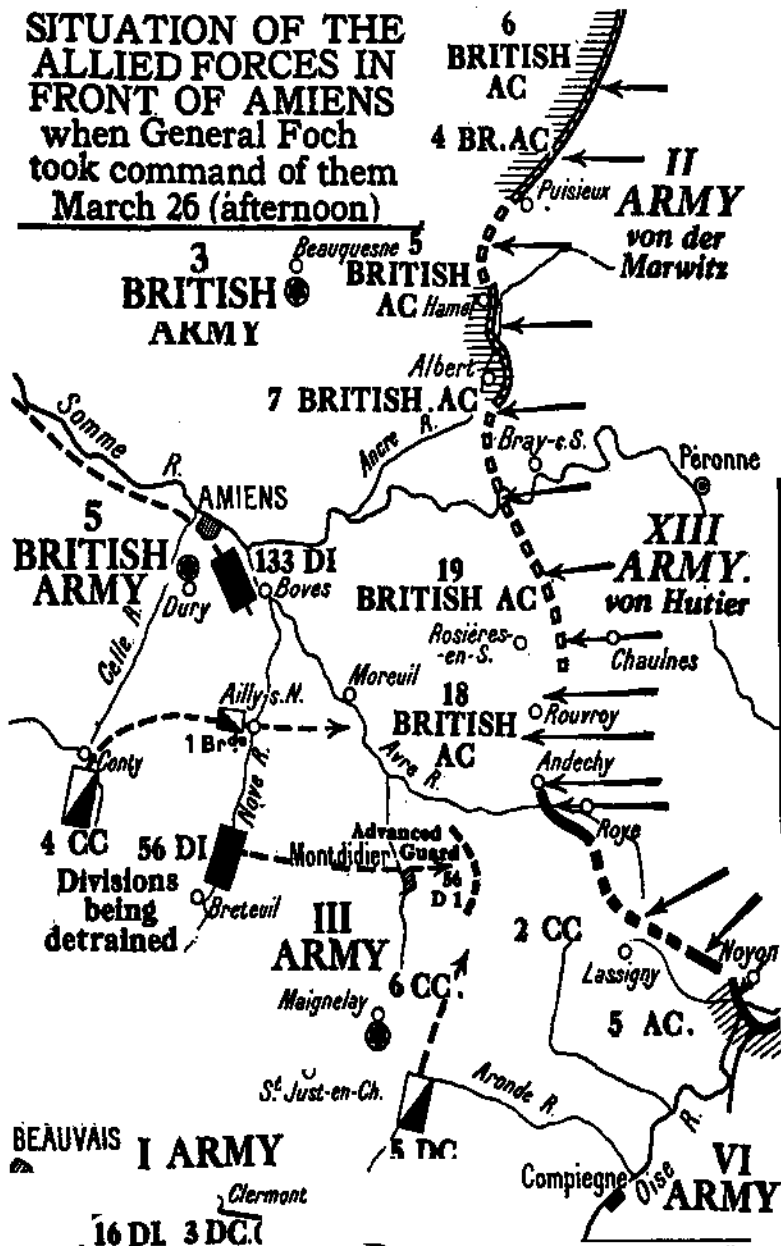 SITUATION OF THE
ALLIED FORCES IN
FRONT OF AMIENS
when General Foch
took command of them
March 26 (afternoon)
6
BRITISH
AC
4 BR. AC
Puisieux
II
ARMY
von der
Marwitz
3
BRITISH
ARMY
Beauquesne
5
BRITISH
AC
Hamel
Albert
7 BRITISH. AC
Somme
R.
Ancre R.
Bray-s.S.
Péronne
AMIENS
5
BRITISH
ARMY
Dury
133 DI
Boves
19
BRITISH AC
XIII
ARMY.
von Hutier
Rosières-
-en-S.
Chaulnes
Celle R.
Moreuil
Ailly-s.N.
1 Brde
18
BRITISH
AC
Rouvroy
Conty
Noye R.
Avre R.
Andechy
4 CC
56 DI
Divisions
being
detrained
Breteuil
Montdidier
Advanced
Guard
56
D 1
Roye
III
ARMY
2 CC
Noyon
Lassigny
6 CC.
Maignelay
5 AC.
St Just-en-Ch.
Aronde R.
5 DC
BEAUVAIS
I ARMY
Clermont
16 DI. 3 DC.(
Compiegne
Oise
R.
VI
ARMY